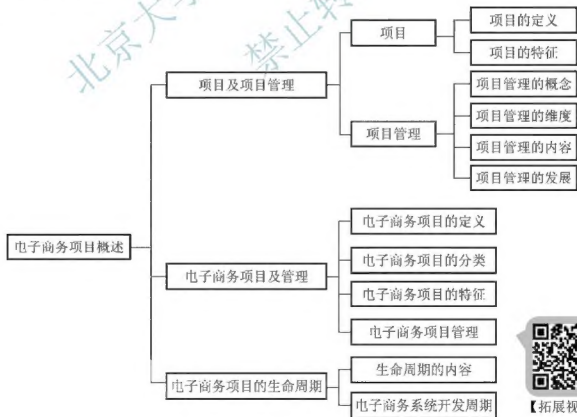 北京大学
禁止转
项目的定义
项目
项目的特征
项目及项目管理
项目管理的概念
项目管理的维度
项目管理
项目管理的内容
项目管理的发展
电子商务项目概述
电子商务项目的定义
电子商务项目的分类
电子商务项目及管理
电子商务项目的特征
电子商务项目管理
生命周期的内容
电子商务项目的生命周期
电子商务系统开发周期
【拓展视